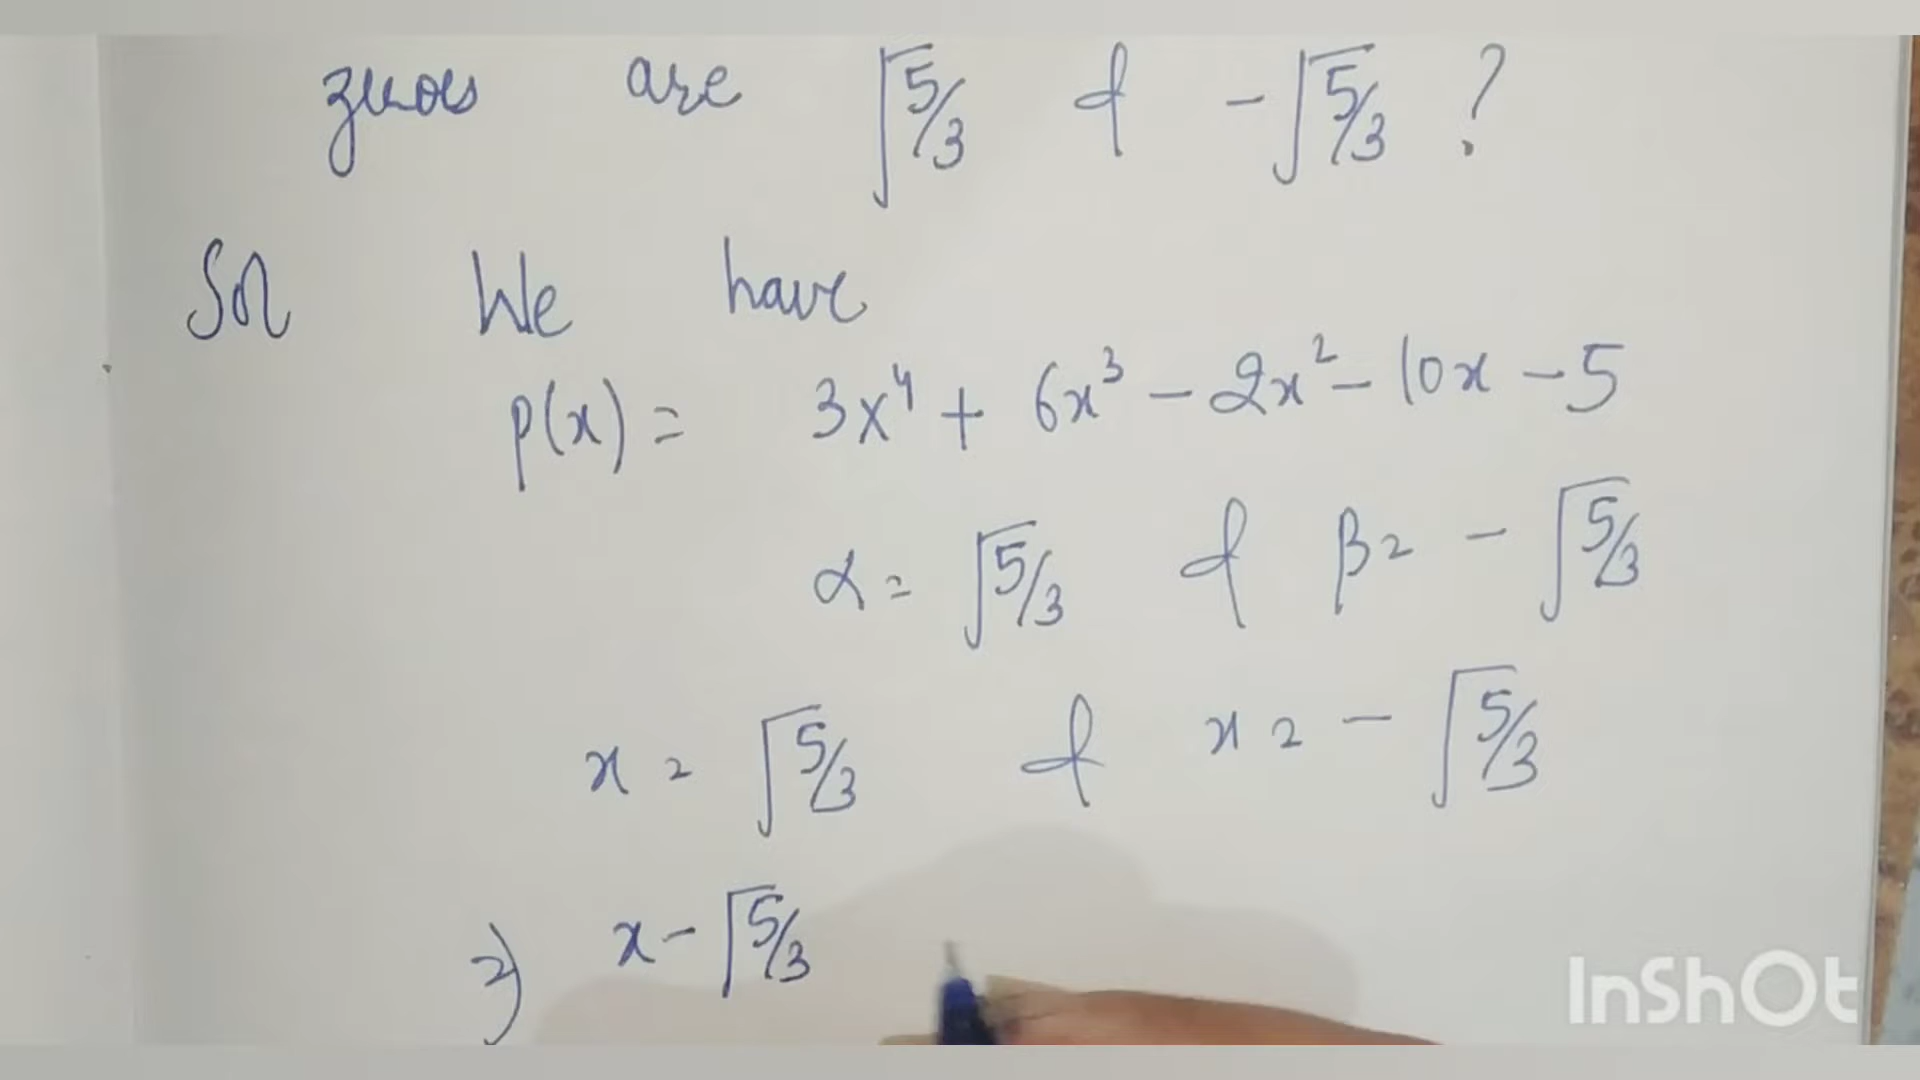 zeroes are √5/3 & -√5/3 ?
Sol We have
p(x) = 3x⁴ + 6x³ - 2x² - 10x - 5
α = √5/3 & β = - √5/3
x = √5/3 & x = - √5/3
⇒ x - √5/3
InShOt